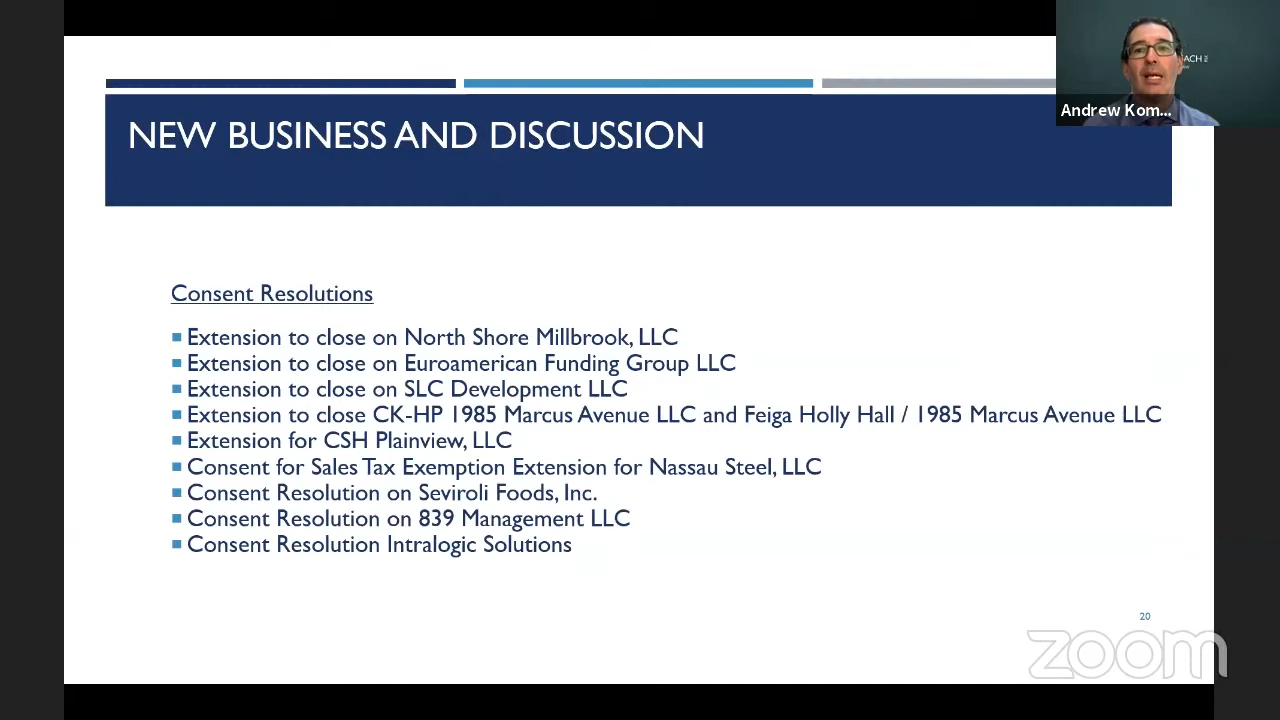 NEW BUSINESS AND DISCUSSION
Andrew Kom...
Consent Resolutions
Extension to close on North Shore Millbrook, LLC
Extension to close on Euroamerican Funding Group LLC
Extension to close on SLC Development LLC
Extension to close CK-HP 1985 Marcus Avenue LLC and Feiga Holly Hall / 1985 Marcus Avenue LLC
Extension for CSH Plainview, LLC
Consent for Sales Tax Exemption Extension for Nassau Steel, LLC
Consent Resolution on Seviroli Foods, Inc.
Consent Resolution on 839 Management LLC
Consent Resolution Intralogic Solutions
20
zoom